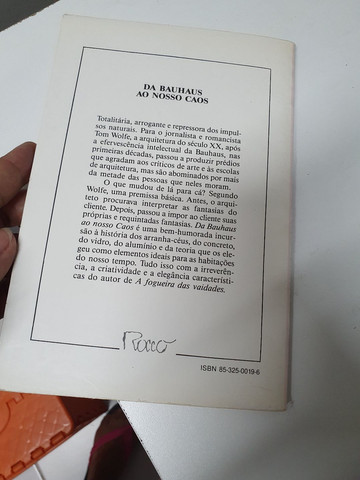 DA BAUHAUS
AO NOSSO CAOS
Totalitária, arrogante e repressora dos impul-
sos naturais. Para o jornalista e romancista
Tom Wolfe, a arquitetura do século XX, após
a efervescência intelectual da Bauhaus, nas
primeiras décadas, passou a produzir prédios
que agradam aos críticos de arte e às escolas
de arquitetura, mas são abominados por mais
da metade das pessoas que neles moram.
O que mudou de lá para cá? Segundo
Wolfe, uma premissa básica. Antes, o arqui-
teto procurava interpretar as fantasias do
cliente. Depois, passou a impor ao cliente suas
próprias e requintadas fantasias. Da Bauhaus
ao nosso Caos é uma bem-humorada incur-
são à história dos arranha-céus, do concreto,
do vidro, do alumínio e da teoria que os ele-
geu como elementos ideais para as habitações
do nosso tempo. Tudo isso com a irreverên-
cia, a criatividade e a elegância característi-
cas do autor de A fogueira das vaidades.
Rocco
ISBN 85-325-0019-6